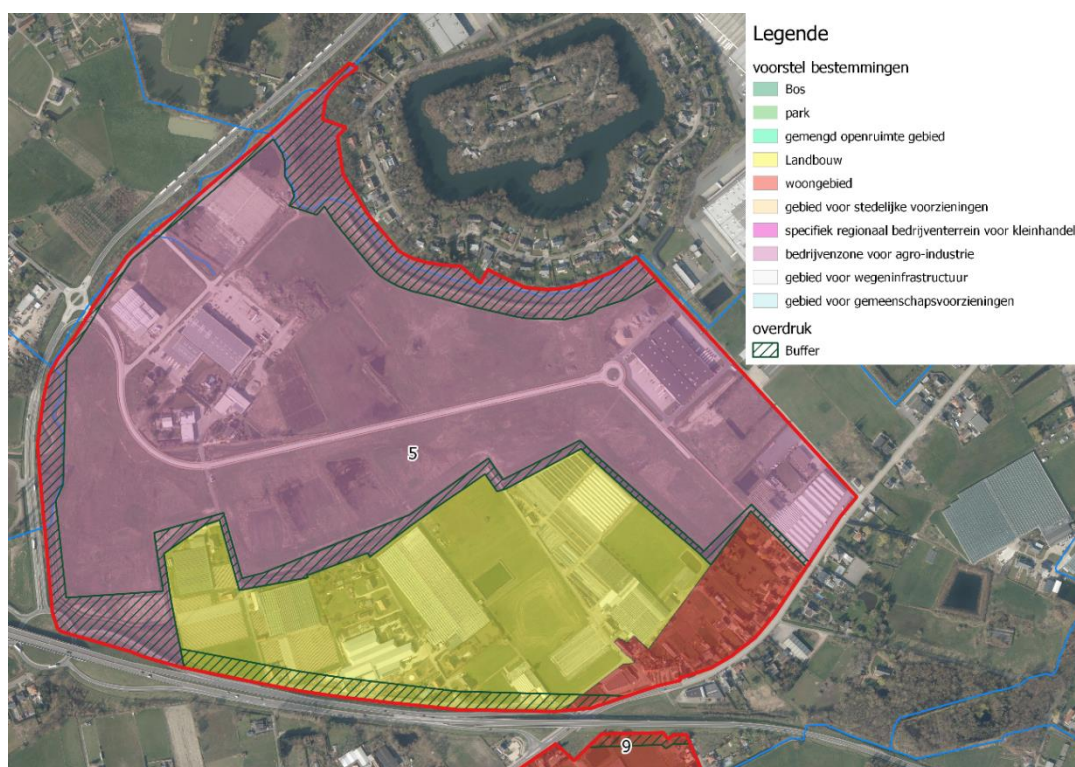 Legende
voorstel bestemmingen
Bos
park
gemengd openruimte gebied
Landbouw
woongebied
gebied voor stedelijke voorzieningen
specifiek regionaal bedrijventerrein voor kleinhandel
bedrijvenzone voor agro-industrie
gebied voor wegeninfrastructuur
gebied voor gemeenschapsvoorzieningen
overdruk
Buffer
5
9